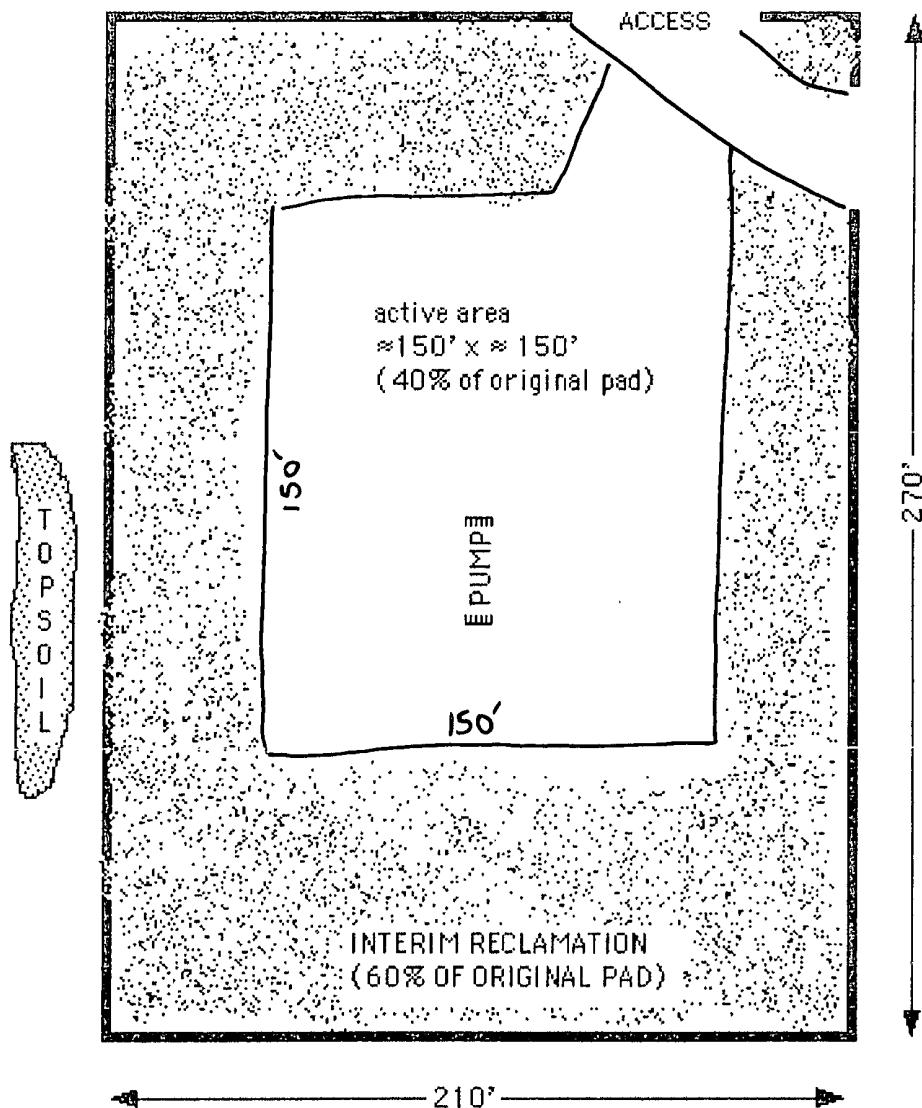 ACCESS
active area
≈150' x ≈ 150'
(40% of original pad)
150'
270'
TOPSOIL
PUMP
150'
INTERIM RECLAMATION
(60% OF ORIGINAL PAD)
210'